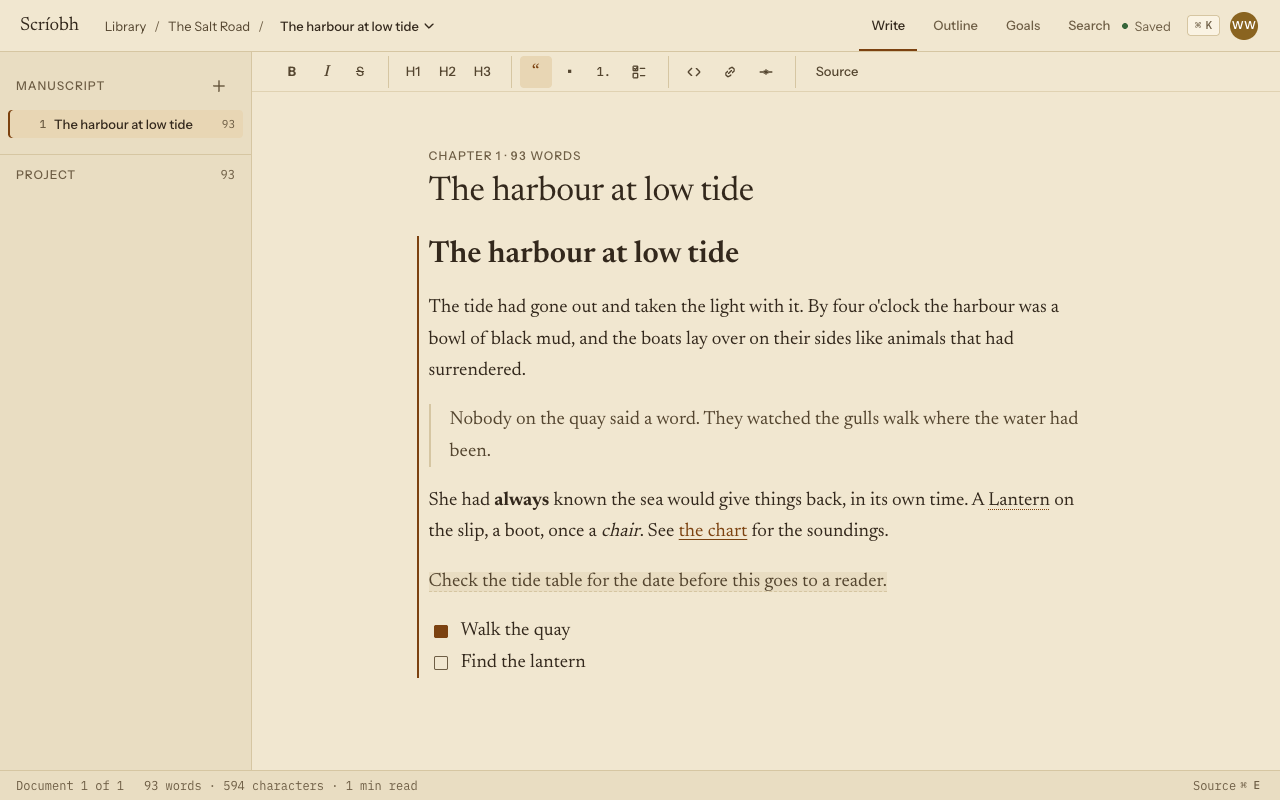 Scríobh
Library / The Salt Road / The harbour at low tide
Write Outline Goals Search Saved ⌘ K WW
B I S H1 H2 H3 “ 1. Source
MANUSCRIPT
1 The harbour at low tide 93
PROJECT 93
CHAPTER 1 · 93 WORDS
The harbour at low tide
The harbour at low tide
The tide had gone out and taken the light with it. By four o'clock the harbour was a
bowl of black mud, and the boats lay over on their sides like animals that had
surrendered.
Nobody on the quay said a word. They watched the gulls walk where the water had
been.
She had always known the sea would give things back, in its own time. A Lantern on
the slip, a boot, once a chair. See the chart for the soundings.
Check the tide table for the date before this goes to a reader.
Walk the quay
Find the lantern
Document 1 of 1 93 words · 594 characters · 1 min read
Source ⌘ E